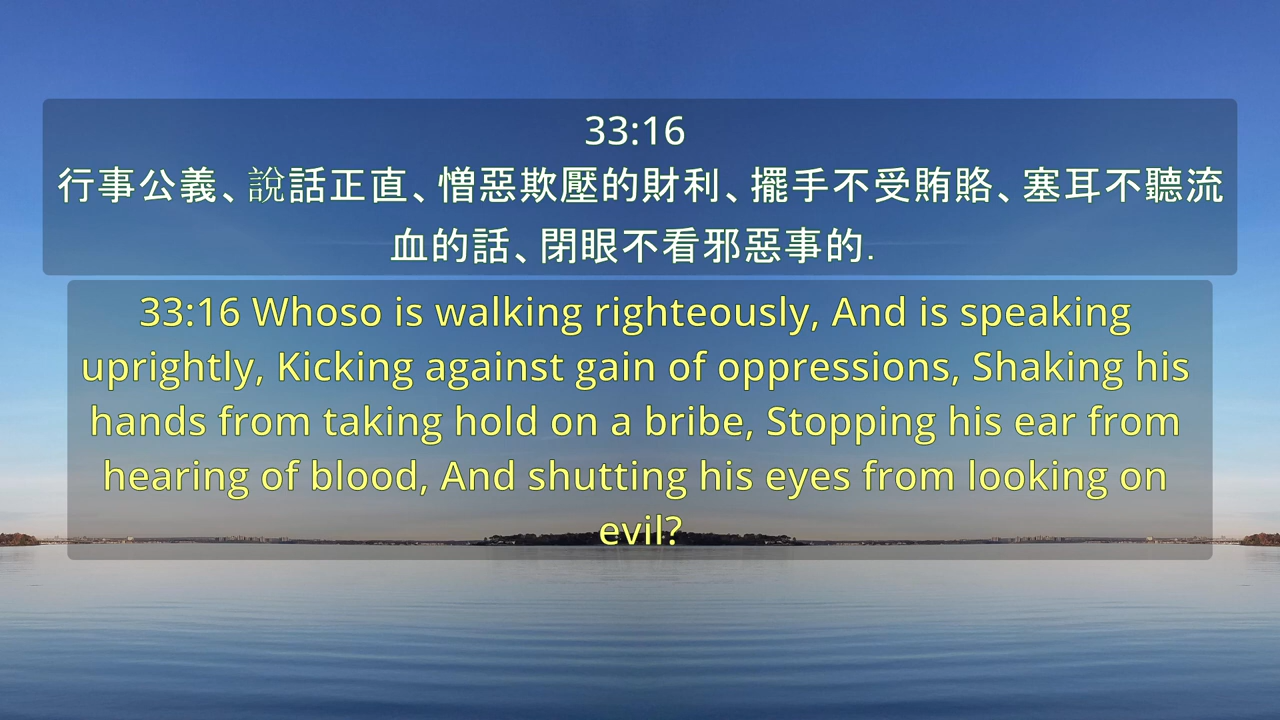 33:16
行事公義、說話正直、憎惡欺壓的財利、擺手不受賄賂、塞耳不聽流
血的話、閉眼不看邪惡事的.
33:16 Whoso is walking righteously, And is speaking
uprightly, Kicking against gain of oppressions, Shaking his
hands from taking hold on a bribe, Stopping his ear from
hearing of blood, And shutting his eyes from looking on
evil?